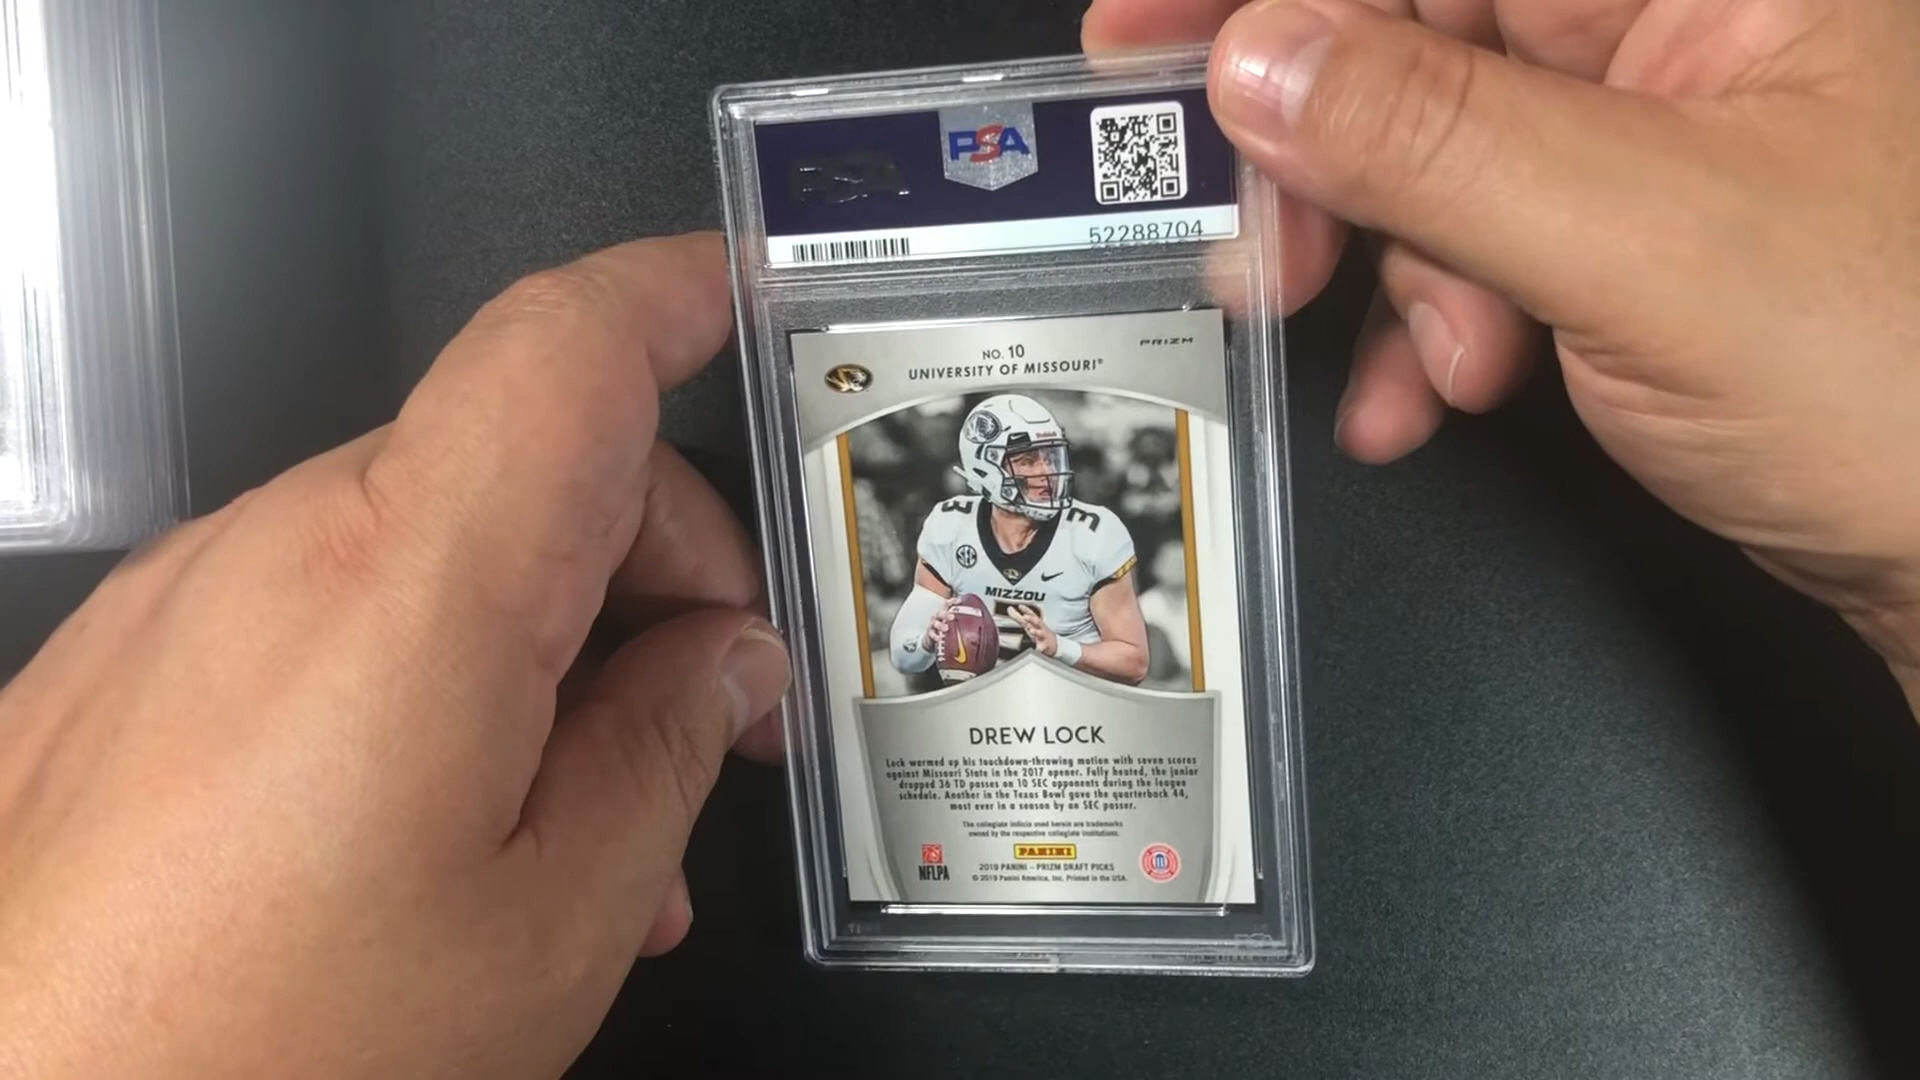 PSA
52288704
PRIZM
NO. 10
UNIVERSITY OF MISSOURI®
Riddell
3 3
SEC
MIZZOU
DREW LOCK
Lock warmed up his touchdown-throwing motion with seven scores
against Missouri State in the 2017 opener. Fully heated, the junior
dropped 36 TD passes on 10 SEC opponents during the league
schedule. Another in the Texas Bowl gave the quarterback 44,
most ever in a season by an SEC passer.
The collegiate indicia used herein are trademarks
owned by the respective collegiate institutions.
PANINI
NFLPA
2019 PANINI – PRIZM DRAFT PICKS
© 2019 Panini America, Inc. Printed in the USA.